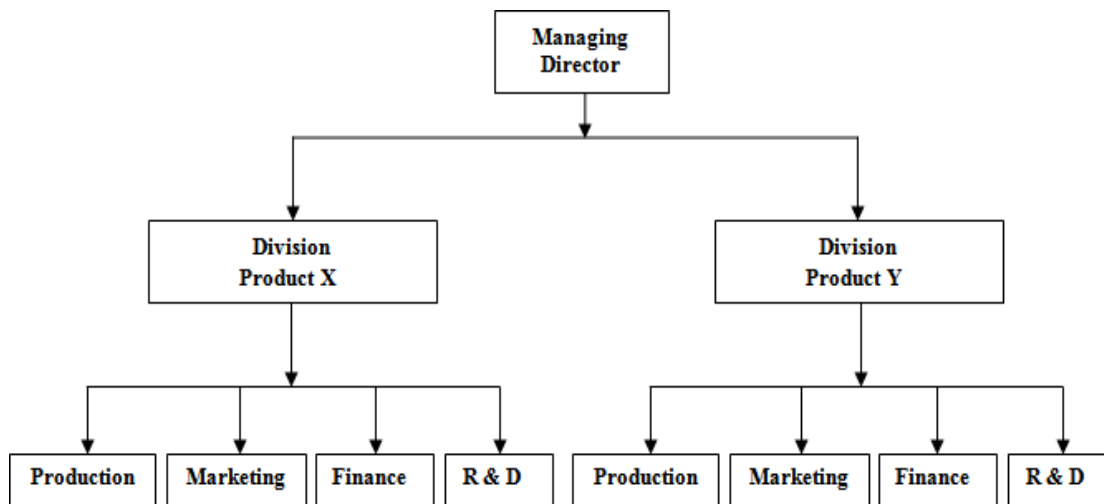 Managing
Director
Division
Product X
Division
Product Y
Production
Marketing
Finance
R & D
Production
Marketing
Finance
R & D